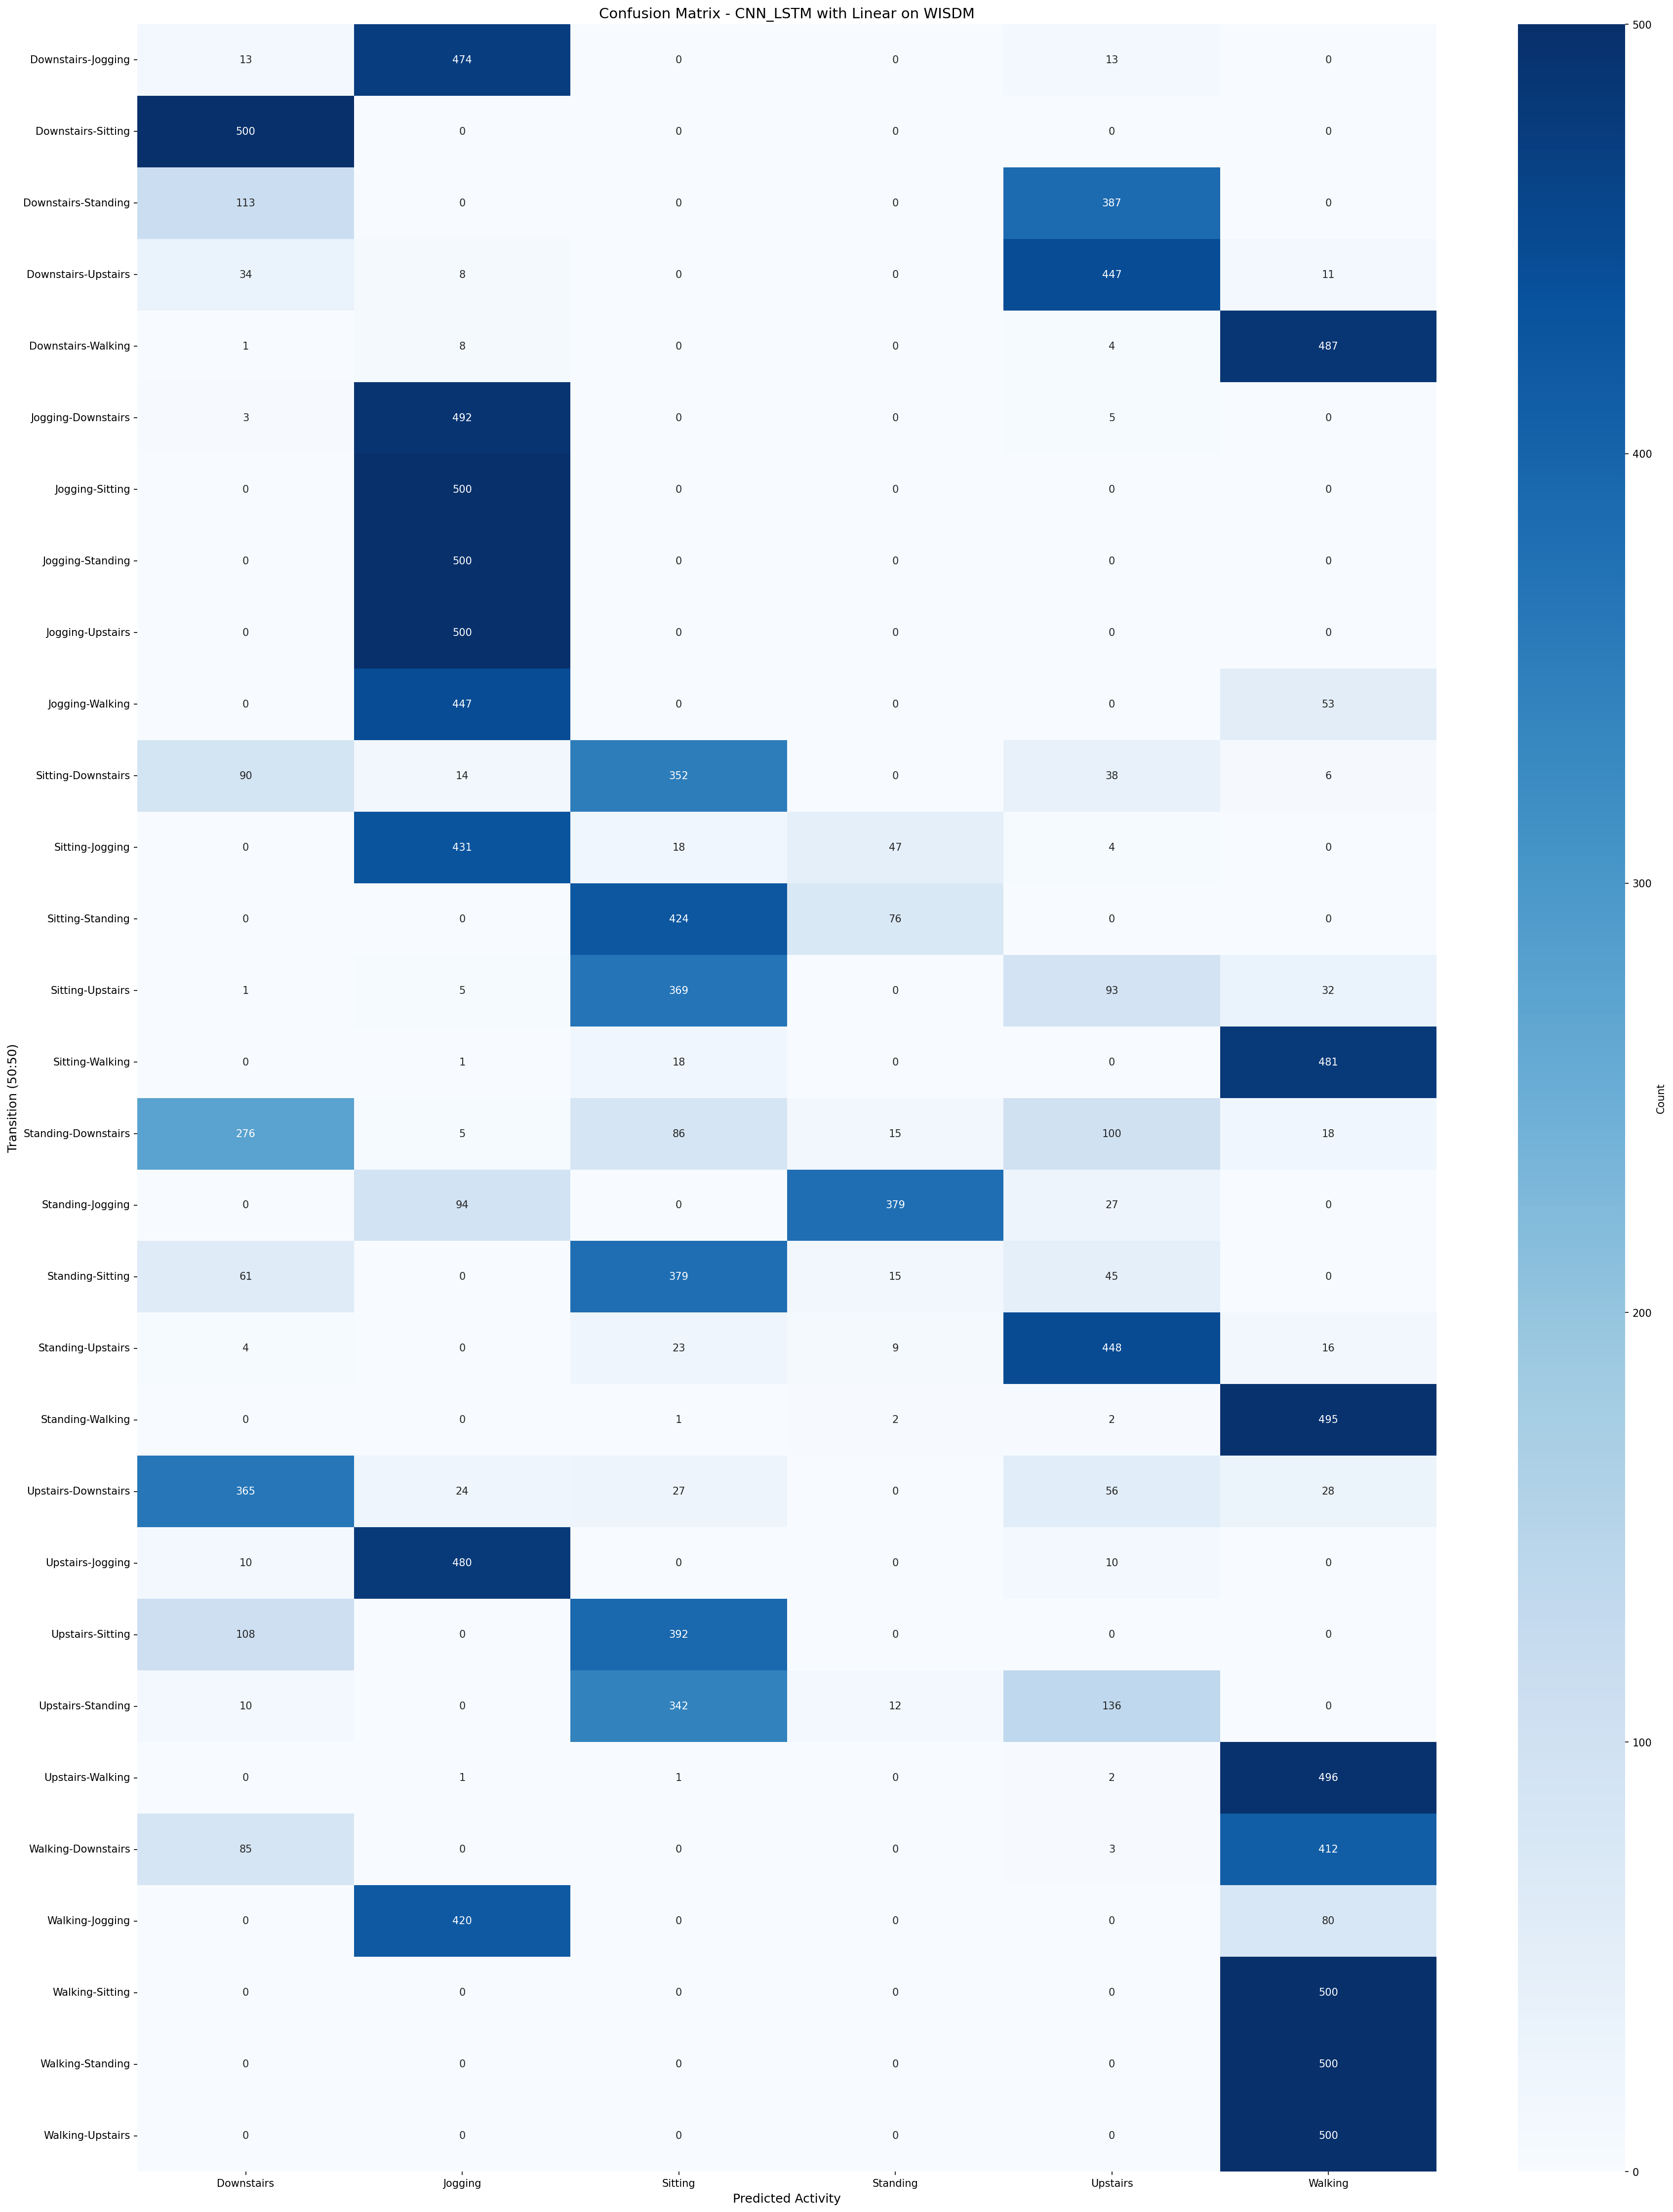 Confusion Matrix - CNN_LSTM with Linear on WISDM
Downstairs-Jogging 13 474 0 0 13 0
Downstairs-Sitting 500 0 0 0 0 0
Downstairs-Standing 113 0 0 0 387 0
Downstairs-Upstairs 34 8 0 0 447 11
Downstairs-Walking 1 8 0 0 4 487
Jogging-Downstairs 3 492 0 0 5 0
Jogging-Sitting 0 500 0 0 0 0
Jogging-Standing 0 500 0 0 0 0
Jogging-Upstairs 0 500 0 0 0 0
Jogging-Walking 0 447 0 0 0 53
Sitting-Downstairs 90 14 352 0 38 6
Sitting-Jogging 0 431 18 47 4 0
Sitting-Standing 0 0 424 76 0 0
Sitting-Upstairs 1 5 369 0 93 32
Sitting-Walking 0 1 18 0 0 481
Standing-Downstairs 276 5 86 15 100 18
Standing-Jogging 0 94 0 379 27 0
Standing-Sitting 61 0 379 15 45 0
Standing-Upstairs 4 0 23 9 448 16
Standing-Walking 0 0 1 2 2 495
Upstairs-Downstairs 365 24 27 0 56 28
Upstairs-Jogging 10 480 0 0 10 0
Upstairs-Sitting 108 0 392 0 0 0
Upstairs-Standing 10 0 342 12 136 0
Upstairs-Walking 0 1 1 0 2 496
Walking-Downstairs 85 0 0 0 3 412
Walking-Jogging 0 420 0 0 0 80
Walking-Sitting 0 0 0 0 0 500
Walking-Standing 0 0 0 0 0 500
Walking-Upstairs 0 0 0 0 0 500
Downstairs Jogging Sitting Standing Upstairs Walking
Predicted Activity
Transition (50:50)
500
400
300
200
100
0
Count